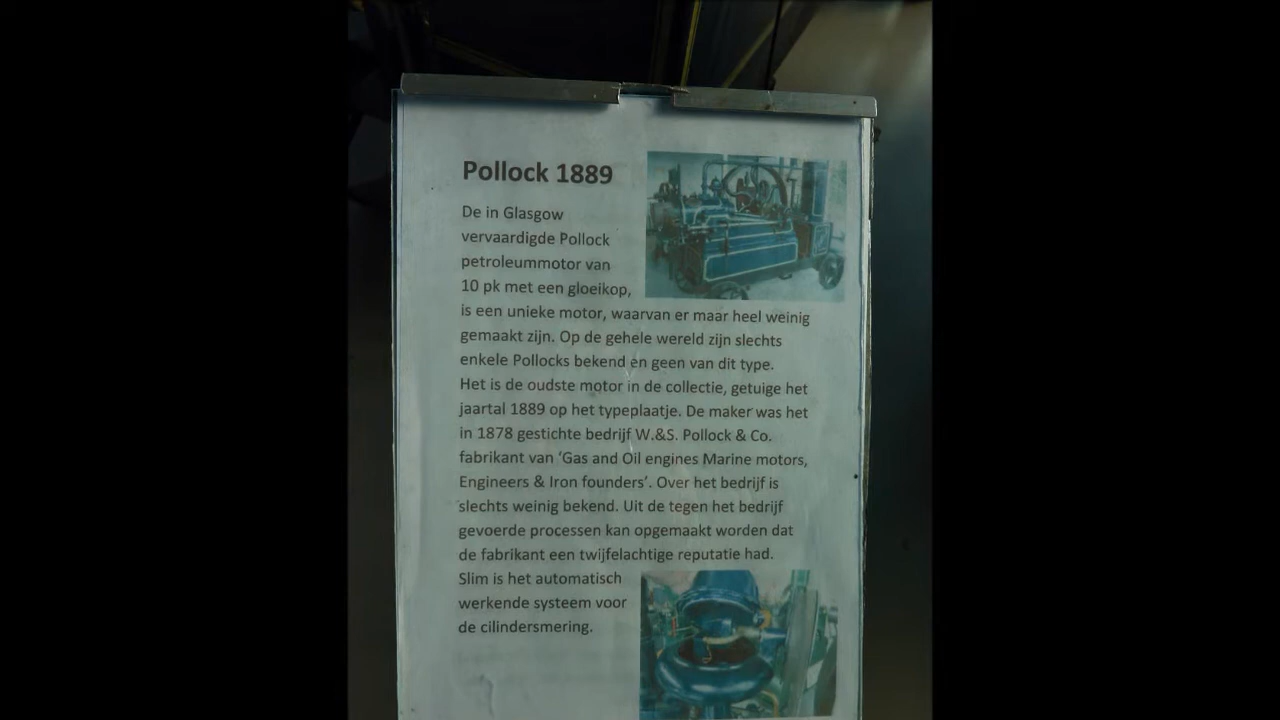 Pollock 1889
De in Glasgow
vervaardigde Pollock
petroleummotor van
10 pk met een gloeikop,
is een unieke motor, waarvan er maar heel weinig
gemaakt zijn. Op de gehele wereld zijn slechts
enkele Pollocks bekend en geen van dit type.
Het is de oudste motor in de collectie, getuige het
jaartal 1889 op het typeplaatje. De maker was het
in 1878 gestichte bedrijf W.&S. Pollock & Co.
fabrikant van ‘Gas and Oil engines Marine motors,
Engineers & Iron founders’. Over het bedrijf is
slechts weinig bekend. Uit de tegen het bedrijf
gevoerde processen kan opgemaakt worden dat
de fabrikant een twijfelachtige reputatie had.
Slim is het automatisch
werkende systeem voor
de cilindersmering.